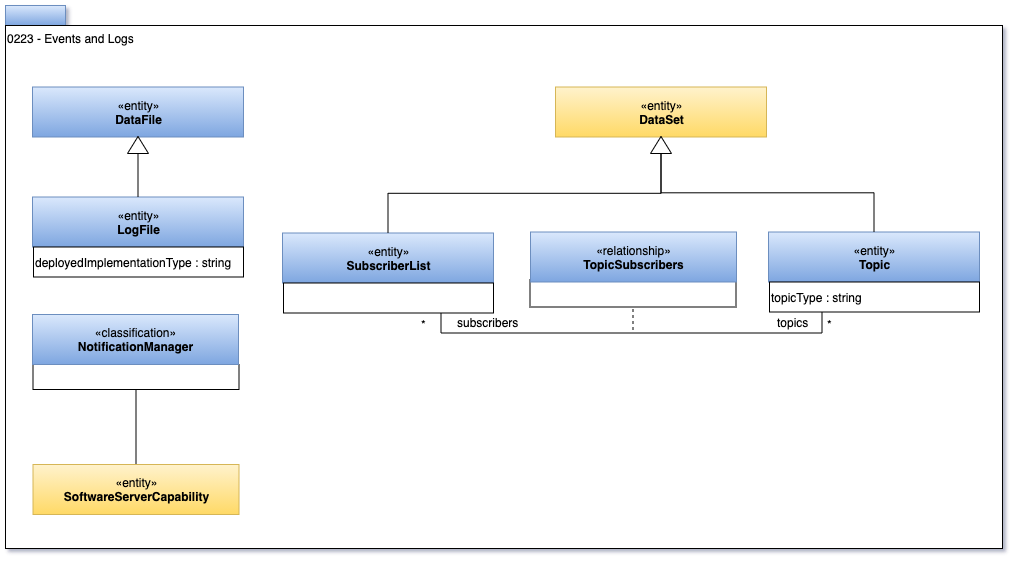 0223 - Events and Logs
«entity»
DataFile
«entity»
DataSet
«entity»
LogFile
deployedImplementationType : string
«entity»
SubscriberList
«relationship»
TopicSubscribers
«entity»
Topic
topicType : string
* subscribers
topics *
«classification»
NotificationManager
«entity»
SoftwareServerCapability